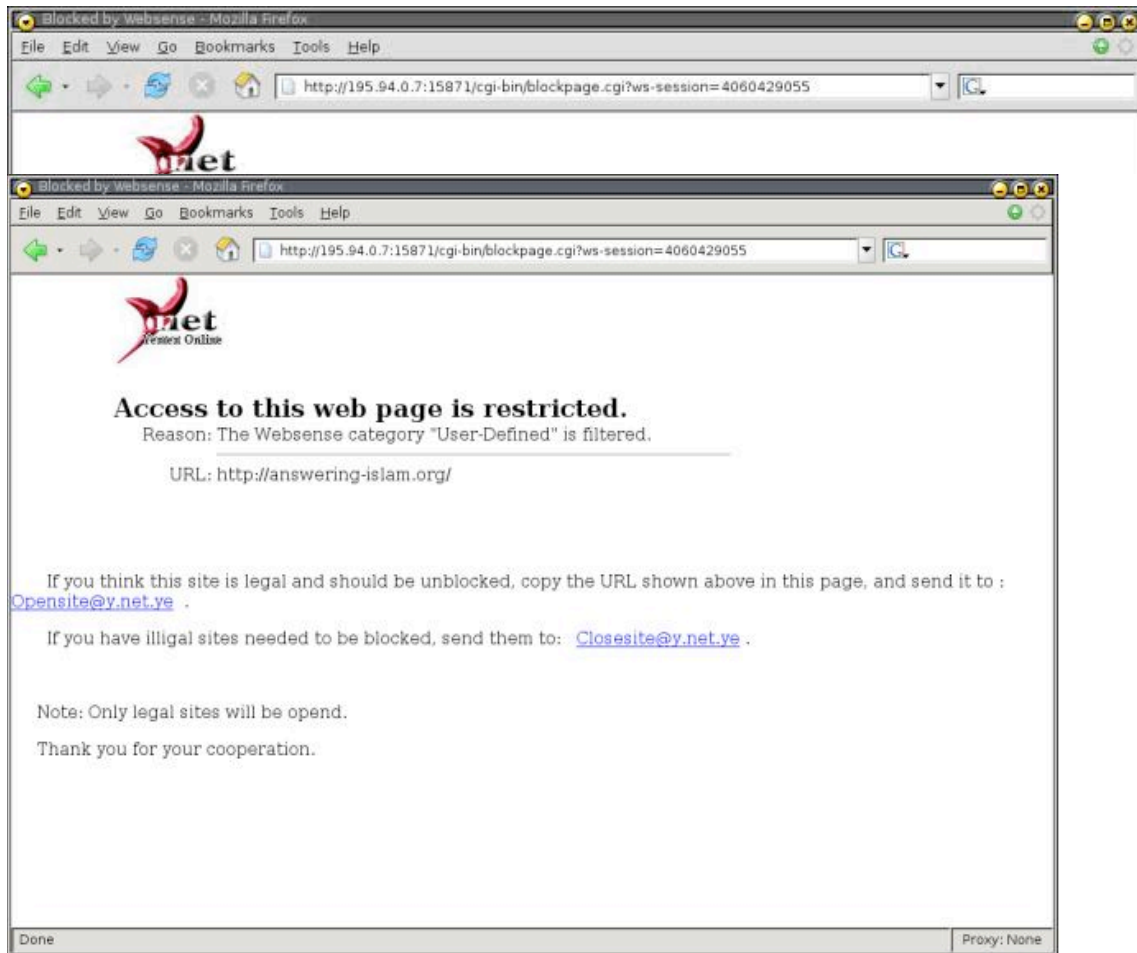 Blocked by Websense - Mozilla Firefox
File Edit View Go Bookmarks Tools Help
http://195.94.0.7:15871/cgi-bin/blockpage.cgi?ws-session=4060429055
net
Blocked by Websense - Mozilla Firefox
File Edit View Go Bookmarks Tools Help
http://195.94.0.7:15871/cgi-bin/blockpage.cgi?ws-session=4060429055
net
Yemen Online
Access to this web page is restricted.
Reason: The Websense category "User-Defined" is filtered.
URL: http://answering-islam.org/
If you think this site is legal and should be unblocked, copy the URL shown above in this page, and send it to :
Opensite@y.net.ye .
If you have illigal sites needed to be blocked, send them to: Closesite@y.net.ye .
Note: Only legal sites will be opend.
Thank you for your cooperation.
Done Proxy: None